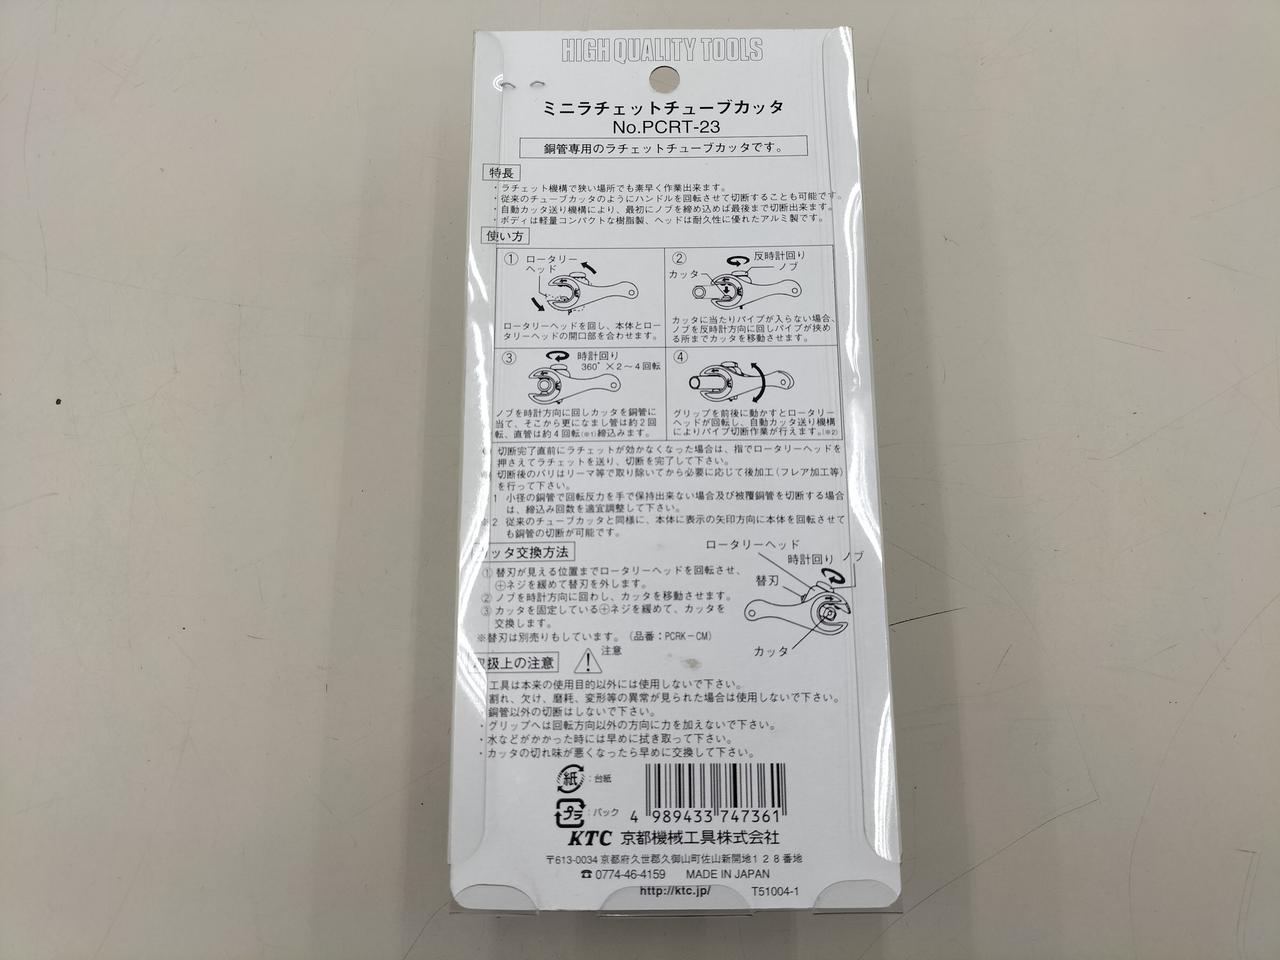 HIGH QUALITY TOOLS
ミニラチェットチューブカッタ
No.PCRT-23
銅管専用のラチェットチューブカッタです。
特長
・ラチェット機構で狭い場所でも素早く作業出来ます。
・従来のチューブカッタのようにハンドルを回転させて切断することも可能です。
・自動カッタ送り機構により、最初にノブを締め込めば最後まで切断出来ます。
・ボディは軽量コンパクトな樹脂製、ヘッドは耐久性に優れたアルミ製です。
使い方
① ロータリー
ヘッド
ロータリーヘッドを回し、本体とロー
タリーヘッドの開口部を合わせます。
② 反時計回り
カッタ ノブ
カッタに当たりパイプが入らない場合、
ノブを反時計方向に回しパイプが挟め
る所までカッタを移動させます。
③ 時計回り
360°×2～4回転
ノブを時計方向に回しカッタを銅管に
当て、そこから更になまし管は約2回
転、直管は約4回転(※1)締込みます。
④
グリップを前後に動かすとロータリー
ヘッドが回転し、自動カッタ送り機構
によりパイプ切断作業が行えます。(※2)
切断完了直前にラチェットが効かなくなった場合は、指でロータリーヘッドを
押さえてラチェットを送り、切断を完了して下さい。
切断後のバリはリーマ等で取り除いてから必要に応じて後加工(フレア加工等)
を行って下さい。
1 小径の銅管で回転反力を手で保持出来ない場合及び被覆銅管を切断する場合
は、締込み回数を適宜調整して下さい。
※2 従来のチューブカッタと同様に、本体に表示の矢印方向に本体を回転させて
も銅管の切断が可能です。
カッタ交換方法
①替刃が見える位置までロータリーヘッドを回転させ、
⊕ネジを緩めて替刃を外します。
②ノブを時計方向に回わし、カッタを移動させます。
③カッタを固定している⊕ネジを緩めて、カッタを
交換します。
※替刃は別売りもしています。(品番:PCRK-CM)
ロータリーヘッド
時計回り ノブ
替刃
カッタ
取扱上の注意 注意
工具は本来の使用目的以外には使用しないで下さい。
割れ、欠け、磨耗、変形等の異常が見られた場合は使用しないで下さい。
・銅管以外の切断はしないで下さい。
・グリップへは回転方向以外の方向に力を加えないで下さい。
・水などがかかった時には早めに拭き取って下さい。
・カッタの切れ味が悪くなったら早めに交換して下さい。
紙 :台紙
プラ :パック
4 989433 747361
KTC 京都機械工具株式会社
〒613-0034 京都府久世郡久御山町佐山新開地128番地
☎0774-46-4159 MADE IN JAPAN
http://ktc.jp/ T51004-1